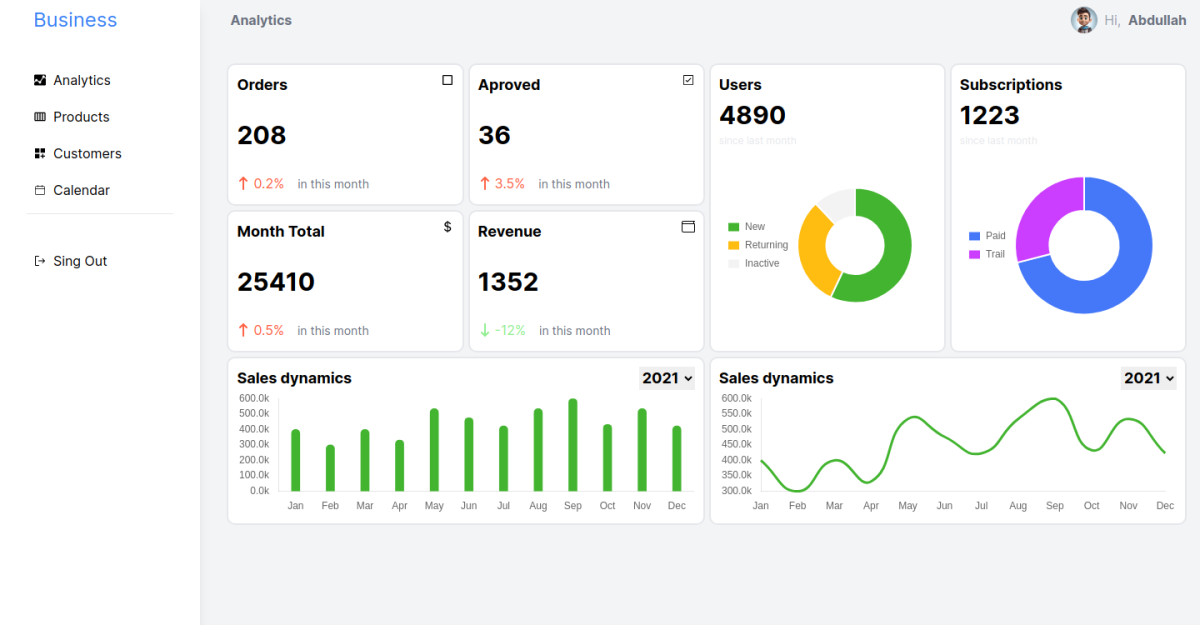 Business
Analytics
Products
Customers
Calendar
Sing Out
Analytics
Hi, Abdullah
Orders
208
0.2% in this month
Aproved
36
3.5% in this month
Users
4890
since last month
New
Returning
Inactive
Subscriptions
1223
since last month
Paid
Trail
Month Total
$
25410
0.5% in this month
Revenue
1352
-12% in this month
Sales dynamics
2021
600.0k
500.0k
400.0k
300.0k
200.0k
100.0k
0.0k
Jan Feb Mar Apr May Jun Jul Aug Sep Oct Nov Dec
Sales dynamics
2021
600.0k
550.0k
500.0k
450.0k
400.0k
350.0k
300.0k
Jan Feb Mar Apr May Jun Jul Aug Sep Oct Nov Dec